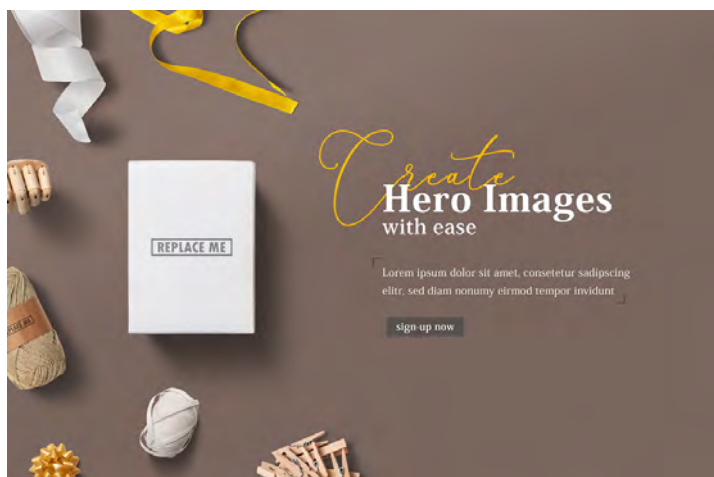 Create
Hero Images
with ease
REPLACE ME
Lorem ipsum dolor sit amet, consetetur sadipscing
elitr, sed diam nonumy eirmod tempor invidunt
sign-up now